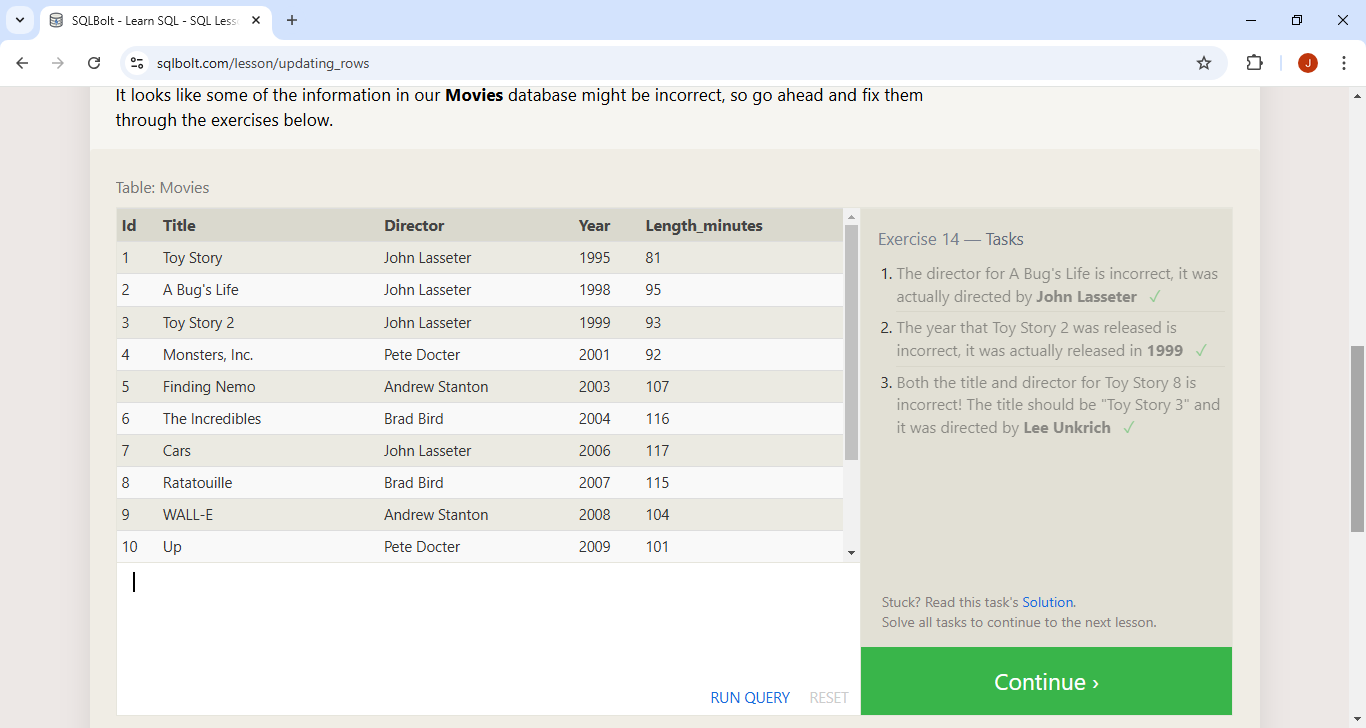 SQLBolt - Learn SQL - SQL Less
sqlbolt.com/lesson/updating_rows
J
It looks like some of the information in our Movies database might be incorrect, so go ahead and fix them
through the exercises below.
Table: Movies
Id Title Director Year Length_minutes
1 Toy Story John Lasseter 1995 81
2 A Bug's Life John Lasseter 1998 95
3 Toy Story 2 John Lasseter 1999 93
4 Monsters, Inc. Pete Docter 2001 92
5 Finding Nemo Andrew Stanton 2003 107
6 The Incredibles Brad Bird 2004 116
7 Cars John Lasseter 2006 117
8 Ratatouille Brad Bird 2007 115
9 WALL-E Andrew Stanton 2008 104
10 Up Pete Docter 2009 101
RUN QUERY RESET
Exercise 14 — Tasks
1. The director for A Bug's Life is incorrect, it was
actually directed by John Lasseter ✓
2. The year that Toy Story 2 was released is
incorrect, it was actually released in 1999 ✓
3. Both the title and director for Toy Story 8 is
incorrect! The title should be "Toy Story 3" and
it was directed by Lee Unkrich ✓
Stuck? Read this task's Solution.
Solve all tasks to continue to the next lesson.
Continue ›